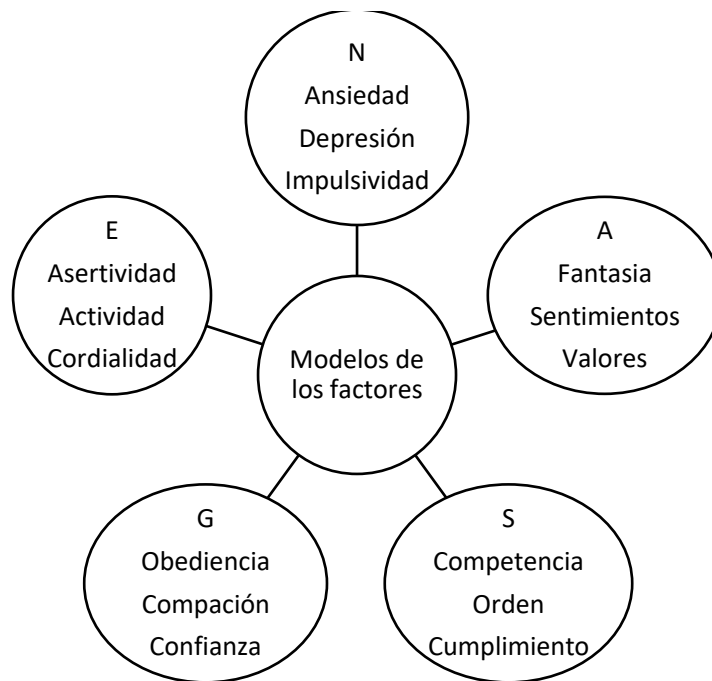 N
Ansiedad
Depresión
Impulsividad
E
Asertividad
Actividad
Cordialidad
A
Fantasia
Sentimientos
Valores
Modelos de
los factores
G
Obediencia
Compación
Confianza
S
Competencia
Orden
Cumplimiento